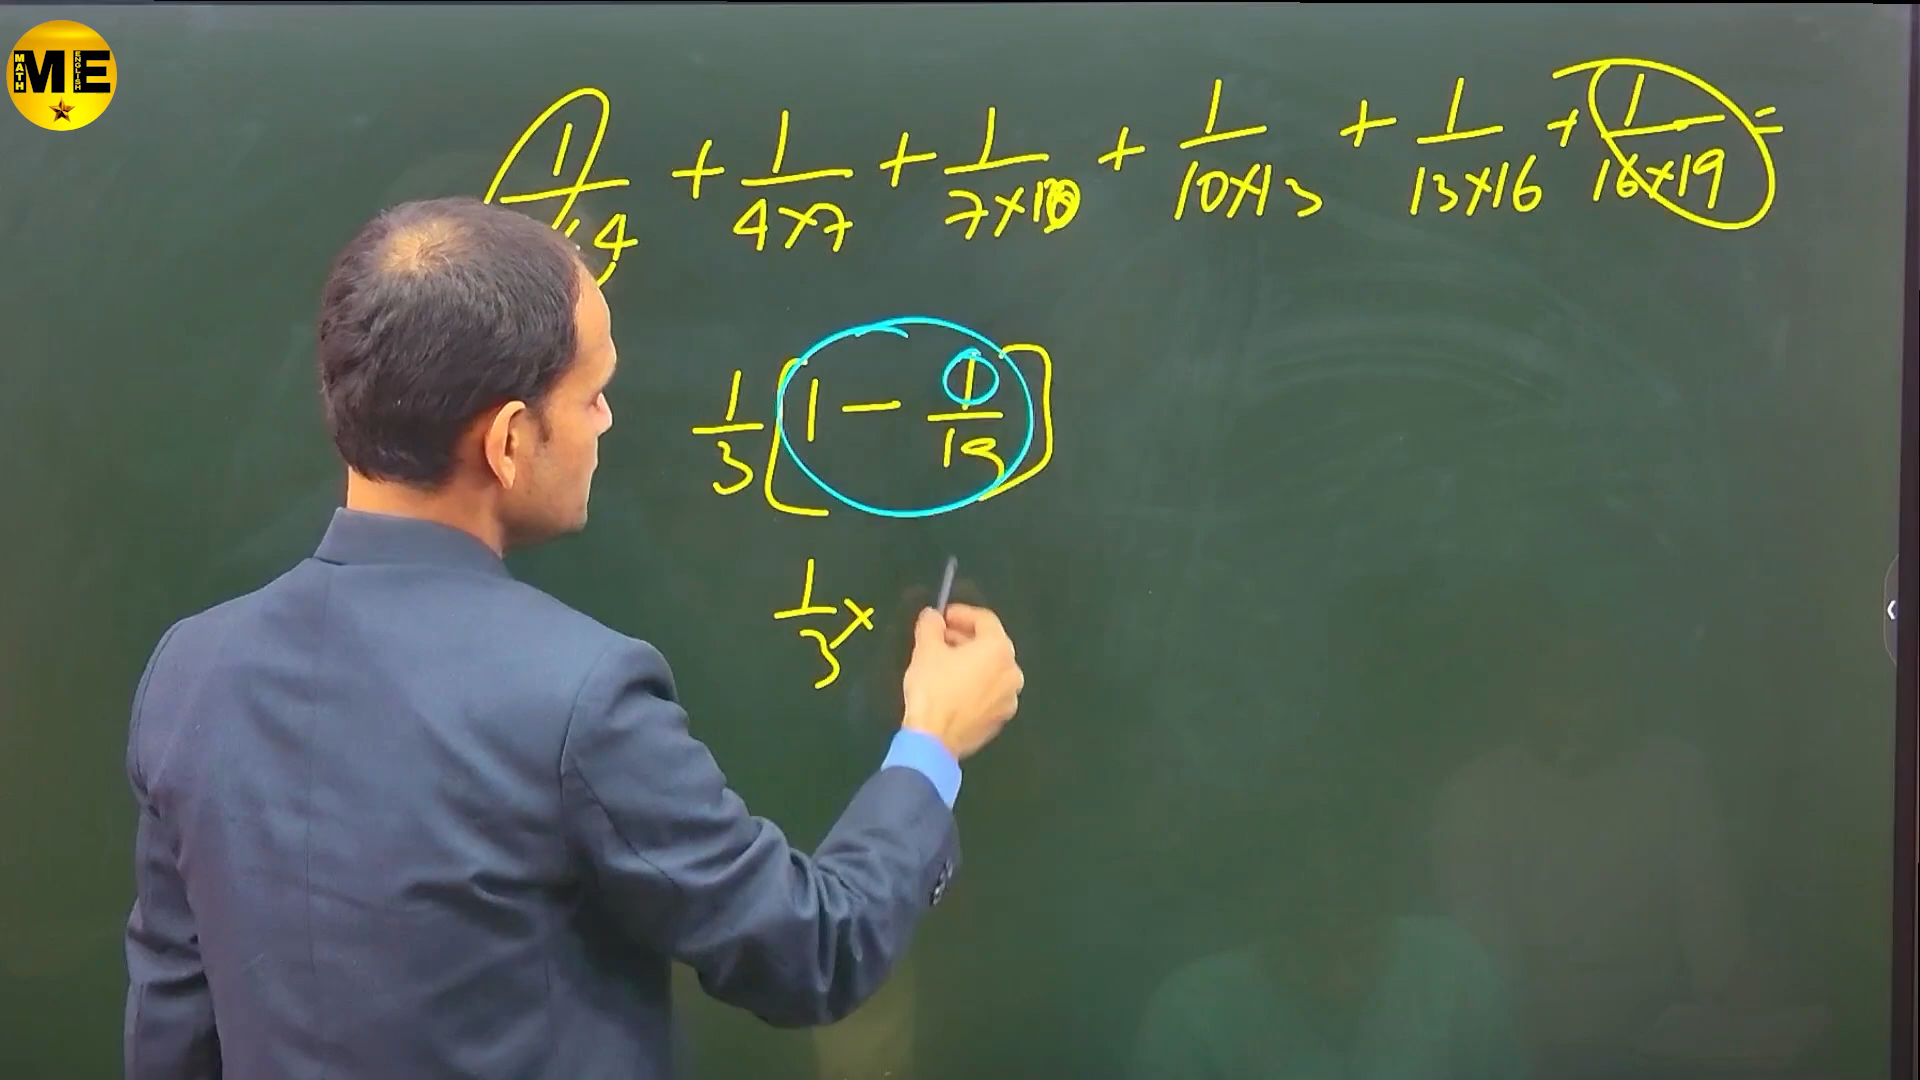 MATH ME ENGLISH
1/4 + 1/4×7 + 1/7×10 + 1/10×13 + 1/13×16 + 1/16×19 =
1/3 [1 - 1/19]
1/3 ×